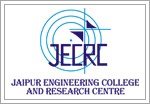 JECRC
JAIPUR ENGINEERING COLLEGE
AND RESEARCH CENTRE